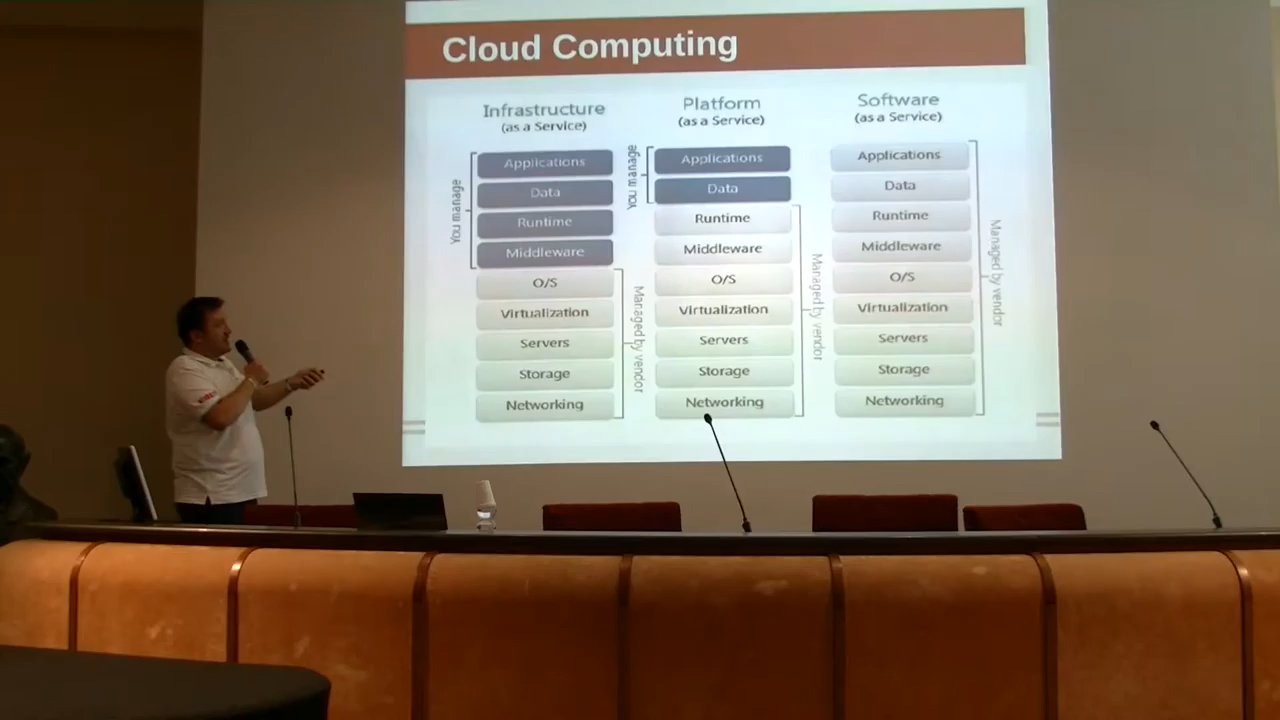 Cloud Computing
Infrastructure
(as a Service)
You manage
Applications
Data
Runtime
Middleware
O/S
Virtualization
Servers
Storage
Networking
Managed by vendor
Platform
(as a Service)
You manage
Applications
Data
Runtime
Middleware
O/S
Virtualization
Servers
Storage
Networking
Managed by vendor
Software
(as a Service)
Applications
Data
Runtime
Middleware
O/S
Virtualization
Servers
Storage
Networking
Managed by vendor